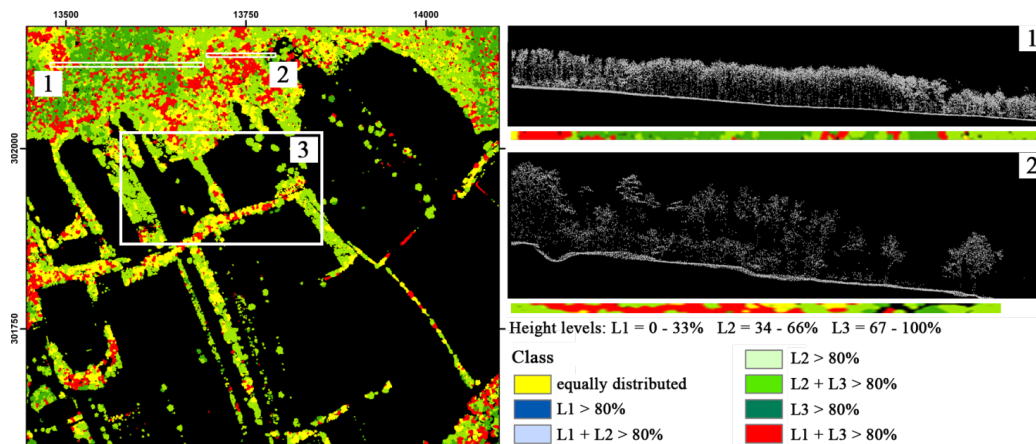 13500 13750 14000
1
2
3
302000
301750
1
2
Height levels: L1 = 0 - 33% L2 = 34 - 66% L3 = 67 - 100%
Class
equally distributed
L1 > 80%
L1 + L2 > 80%
L2 > 80%
L2 + L3 > 80%
L3 > 80%
L1 + L3 > 80%